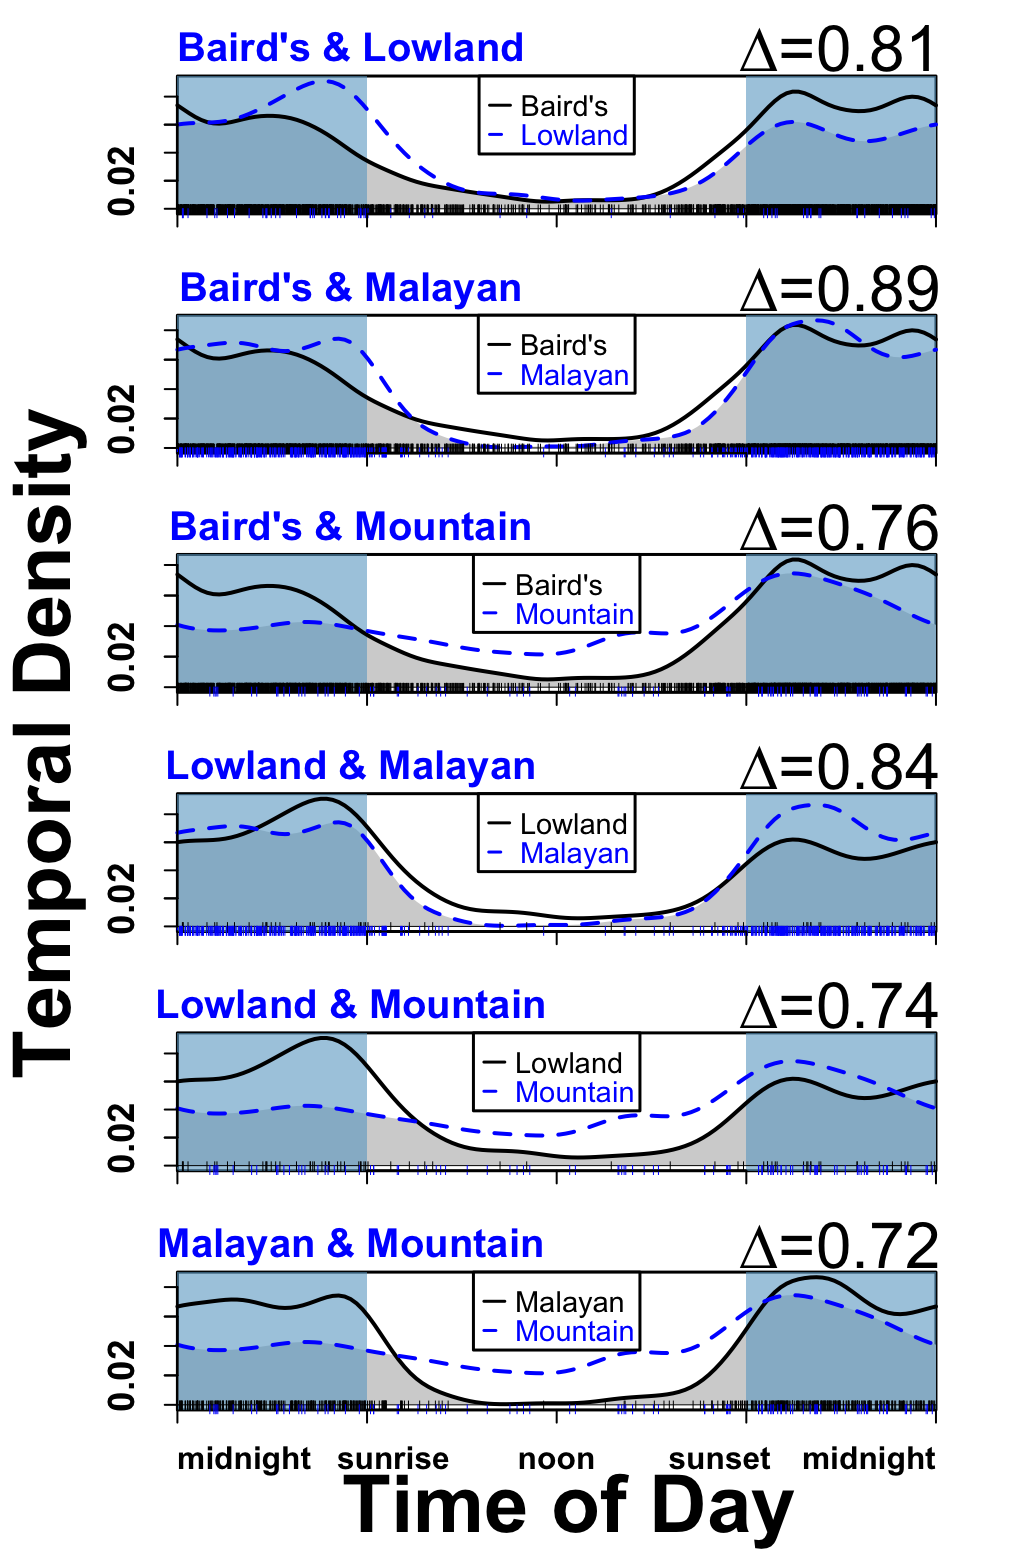 Temporal Density
Baird's & Lowland
Δ=0.81
0.02
Baird's
Lowland
Baird's & Malayan
Δ=0.89
0.02
Baird's
Malayan
Baird's & Mountain
Δ=0.76
0.02
Baird's
Mountain
Lowland & Malayan
Δ=0.84
0.02
Lowland
Malayan
Lowland & Mountain
Δ=0.74
0.02
Lowland
Mountain
Malayan & Mountain
Δ=0.72
0.02
Malayan
Mountain
midnight sunrise noon sunset midnight
Time of Day